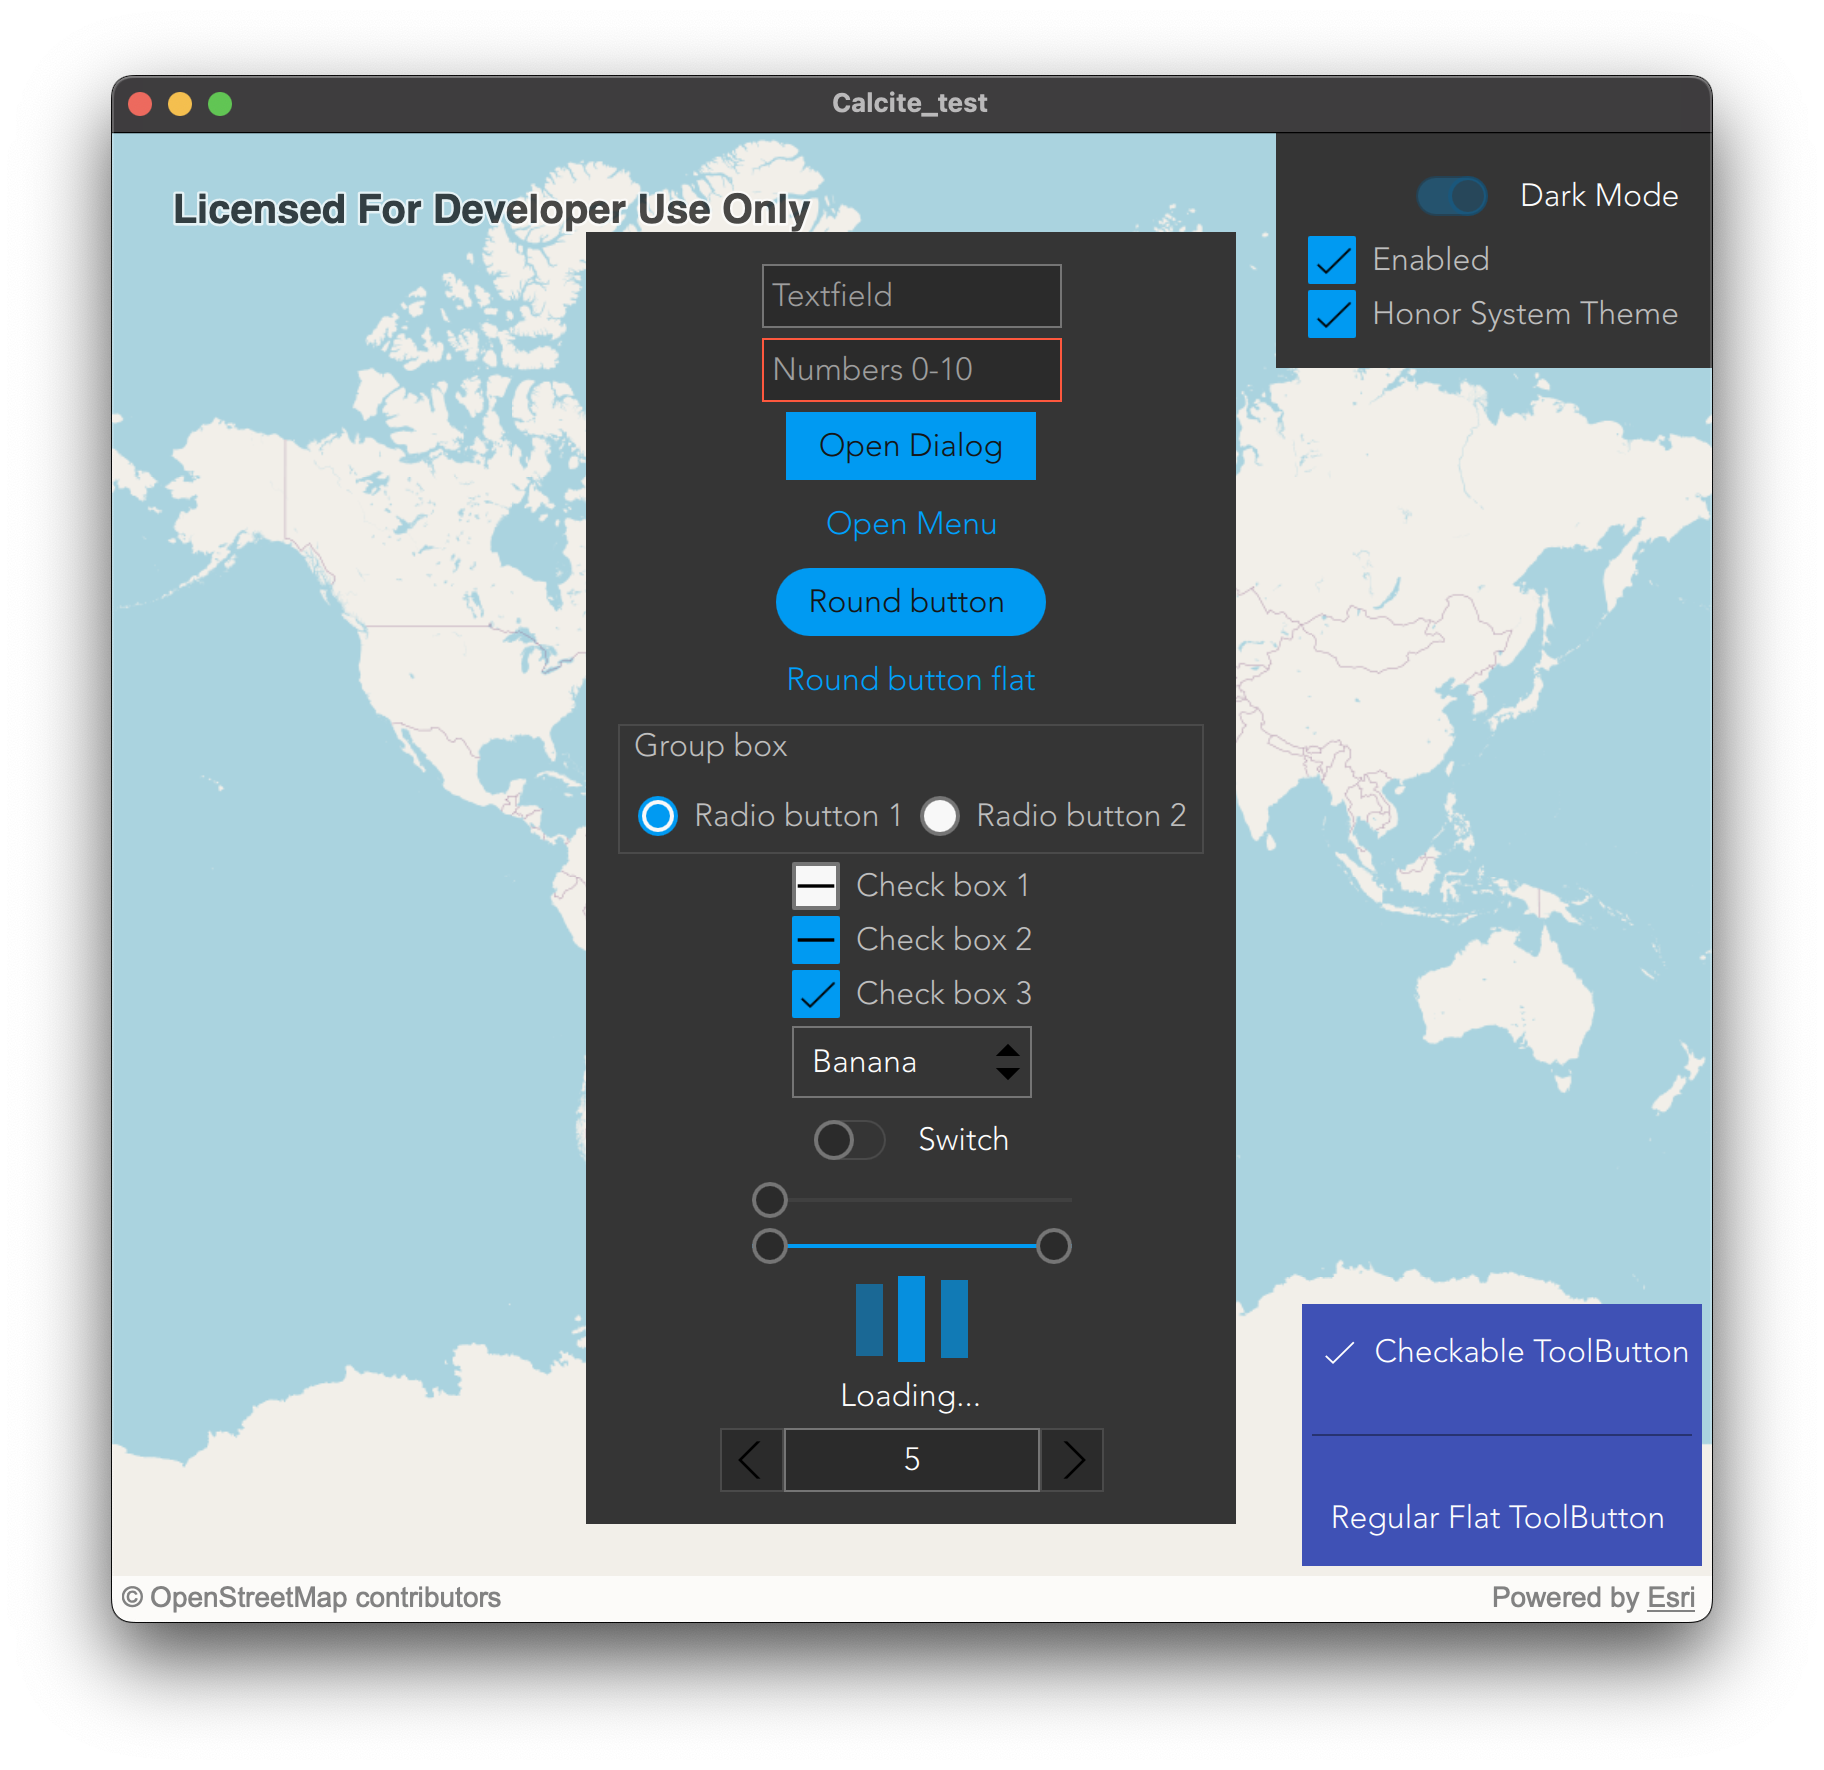 Calcite_test
Licensed For Developer Use Only
Dark Mode
Enabled
Honor System Theme
Textfield
Numbers 0-10
Open Dialog
Open Menu
Round button
Round button flat
Group box
Radio button 1 Radio button 2
Check box 1
Check box 2
Check box 3
Banana
Switch
Loading...
5
Checkable ToolButton
Regular Flat ToolButton
© OpenStreetMap contributors
Powered by Esri